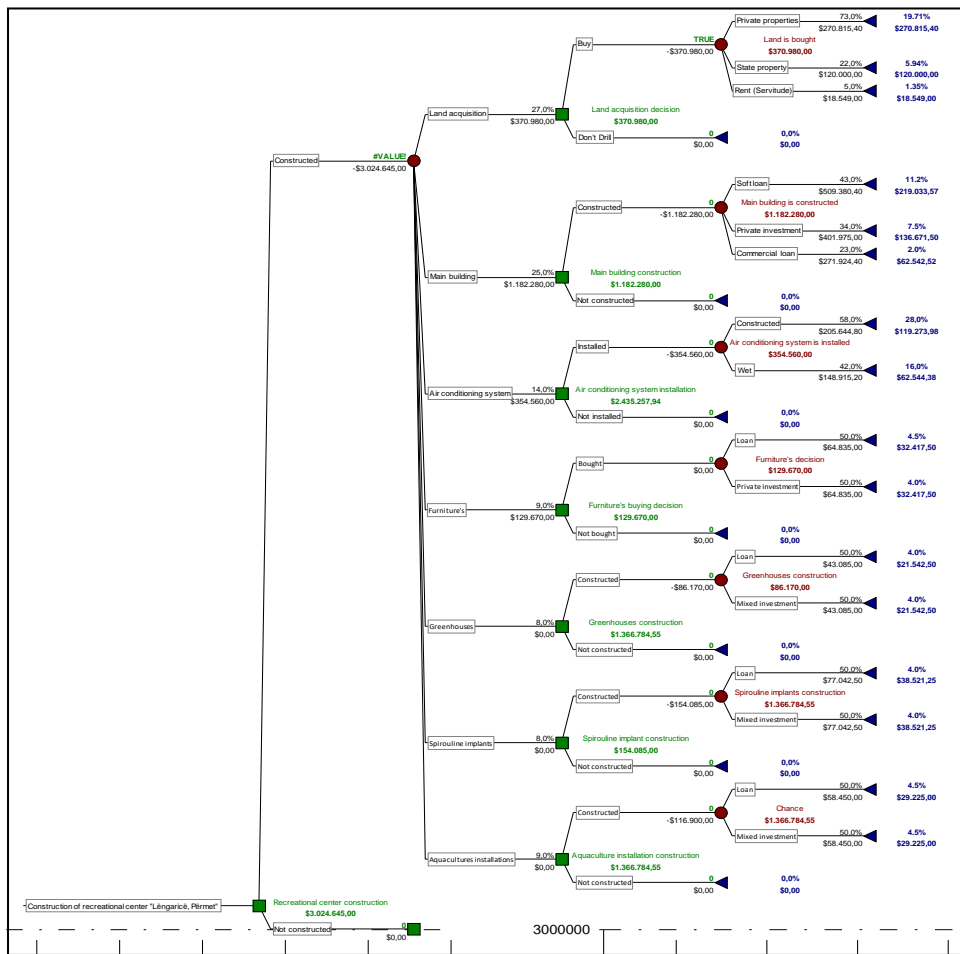 73,0%
19.71%
Private properties
$270.815,40
$270.815,40
Buy
TRUE
Land is bought
-$370.980,00
$370.980,00
22,0%
5.94%
State property
$120.000,00
$120.000,00
5,0%
1.35%
Rent (Servitude)
$18.549,00
$18.549,00
27,0%
Land acquisition decision
Land acquisition
$370.980,00
$370.980,00
0
0,0%
Don't Drill
$0,00
$0,00
#VALUE!
Constructed
-$3.024.645,00
43,0%
11.2%
Soft loan
$509.380,40
$219.033,57
0
Main building is constructed
Constructed
-$1.182.280,00
$1.182.280,00
34,0%
7.5%
Private investment
$401.975,00
$136.671,50
23,0%
2.0%
Commercial loan
$271.924,40
$62.542,52
25,0%
Main building construction
Main building
$1.182.280,00
$1.182.280,00
0
0,0%
Not constructed
$0,00
$0,00
58,0%
28,0%
Constructed
$205.644,80
$119.273,98
0
Air conditioning system is installed
Installed
-$354.560,00
$354.560,00
42,0%
16,0%
Wet
$148.915,20
$62.544,38
14,0%
Air conditioning system installation
Air conditioning system
$354.560,00
$2.435.257,94
0
0,0%
Not installed
$0,00
$0,00
50,0%
4.5%
Loan
$64.835,00
$32.417,50
0
Furniture's decision
Bought
$0,00
$129.670,00
50,0%
4.0%
Private investment
$64.835,00
$32.417,50
9,0%
Furniture's buying decision
Furniture's
$129.670,00
$129.670,00
0
0,0%
Not bought
$0,00
$0,00
50,0%
4.0%
Loan
$43.085,00
$21.542,50
0
Greenhouses construction
Constructed
-$86.170,00
$86.170,00
50,0%
4.0%
Mixed investment
$43.085,00
$21.542,50
8,0%
Greenhouses construction
Greenhouses
$0,00
$1.366.784,55
0
0,0%
Not constructed
$0,00
$0,00
50,0%
4.0%
Loan
$77.042,50
$38.521,25
0
Spirouline implants construction
Constructed
-$154.085,00
$1.366.784,55
50,0%
4.0%
Mixed investment
$77.042,50
$38.521,25
8,0%
Spirouline implant construction
Spirouline implants
$0,00
$154.085,00
0
0,0%
Not constructed
$0,00
$0,00
50,0%
4.5%
Loan
$58.450,00
$29.225,00
0
Chance
Constructed
-$116.900,00
$1.366.784,55
50,0%
4.5%
Mixed investment
$58.450,00
$29.225,00
9,0%
Aquaculture installation construction
Aquacultures installations
$0,00
$1.366.784,55
0
0,0%
Not constructed
$0,00
$0,00
Construction of recreational center "Lëngaricë, Përmet"
Recreational center construction
$3.024.645,00
0
Not constructed
$0,00
3000000